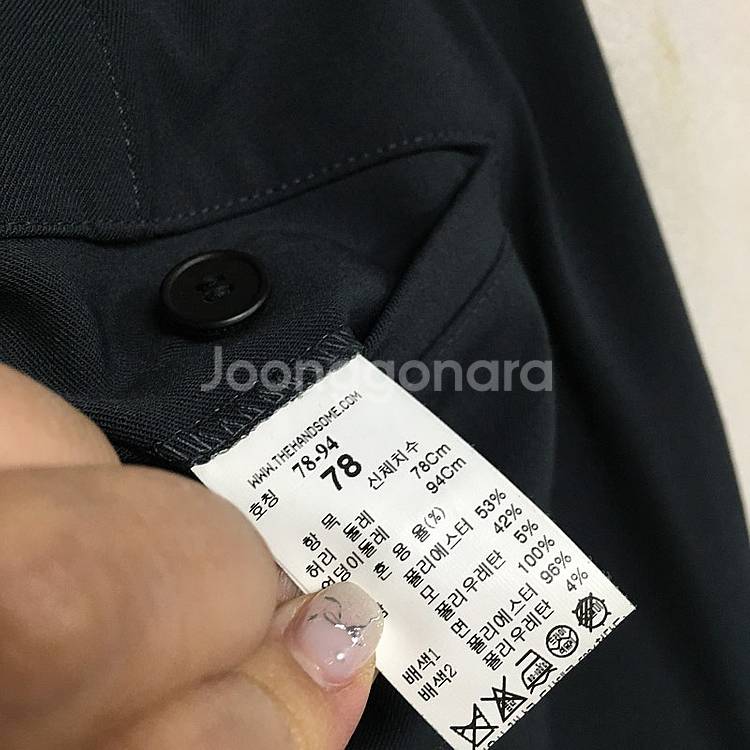 Joonggonara
WWW.THEHANDSOME.COM
호칭 78-94
78
항 목 신체치수
허리 둘레 78Cm
엉덩이둘레 94Cm
혼 용 율(%)
폴리에스터 53%
모 42%
폴리우레탄 5%
배색1 면 100%
배색2 폴리에스터 96%
폴리우레탄 4%